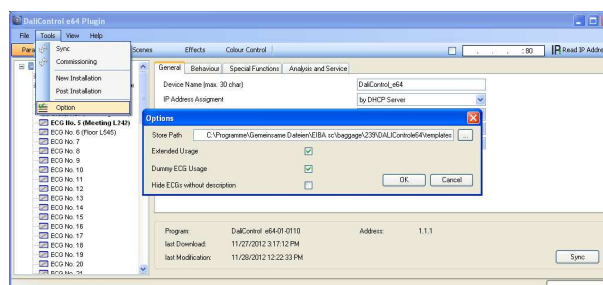 DaliControl e64 Plugin
File Tools View Help
Para Scenes Effects Colour Control . . . : 80 Read IP Addre
Sync
Commissioning
New Installation
Post Installation
Option
General Behaviour Special Functions Analysis and Service
Device Name (max. 30 char) DaliControl_e64
IP Address Assigment by DHCP Server
Options
Store Path C:\Programme\Gemeinsame Dateien\EIBA sc\baggage\239\DALIControle64\templates ...
Extended Usage
Dummy ECG Usage
Hide ECGs without description
OK Cancel
ECG No. 5 (Meeting L242)
ECG No. 6 (Floor L545)
ECG No. 7
ECG No. 8
ECG No. 9
ECG No. 10
ECG No. 11
ECG No. 12
ECG No. 13
ECG No. 14
ECG No. 15
ECG No. 16
ECG No. 17
ECG No. 18
ECG No. 19
ECG No. 20
ECG No. 21
Program: DaliControl e64-01-0110 Address: 1.1.1
last Download: 11/27/2012 3:17:12 PM
last Modification: 11/28/2012 12:22:33 PM
Sync